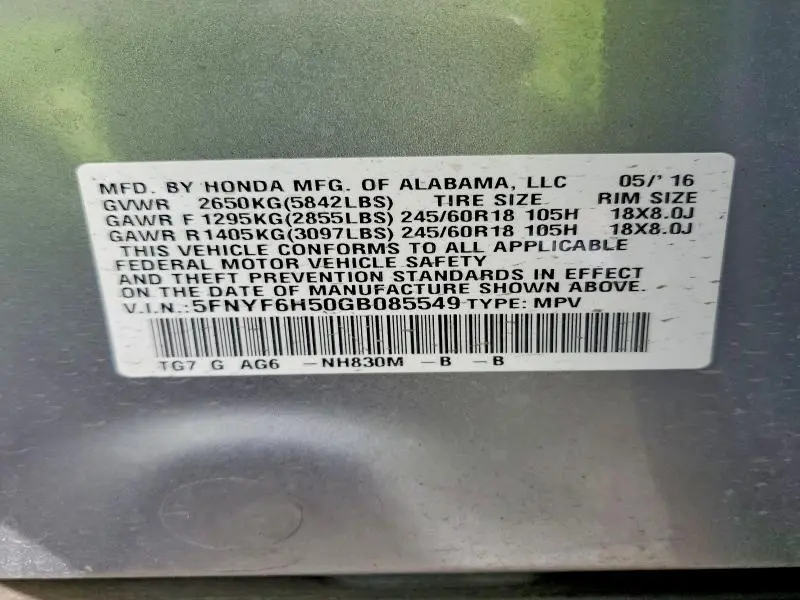 MFD. BY HONDA MFG. OF ALABAMA, LLC 05/'16
GVWR 2650KG(5842LBS) TIRE SIZE RIM SIZE
GAWR F 1295KG(2855LBS) 245/60R18 105H 18X8.0J
GAWR R 1405KG(3097LBS) 245/60R18 105H 18X8.0J
THIS VEHICLE CONFORMS TO ALL APPLICABLE
FEDERAL MOTOR VEHICLE SAFETY
AND THEFT PREVENTION STANDARDS IN EFFECT
ON THE DATE OF MANUFACTURE SHOWN ABOVE.
V.I.N.:5FNYF6H50GB085549 TYPE: MPV
TG7 G AG6 -NH830M -B -B